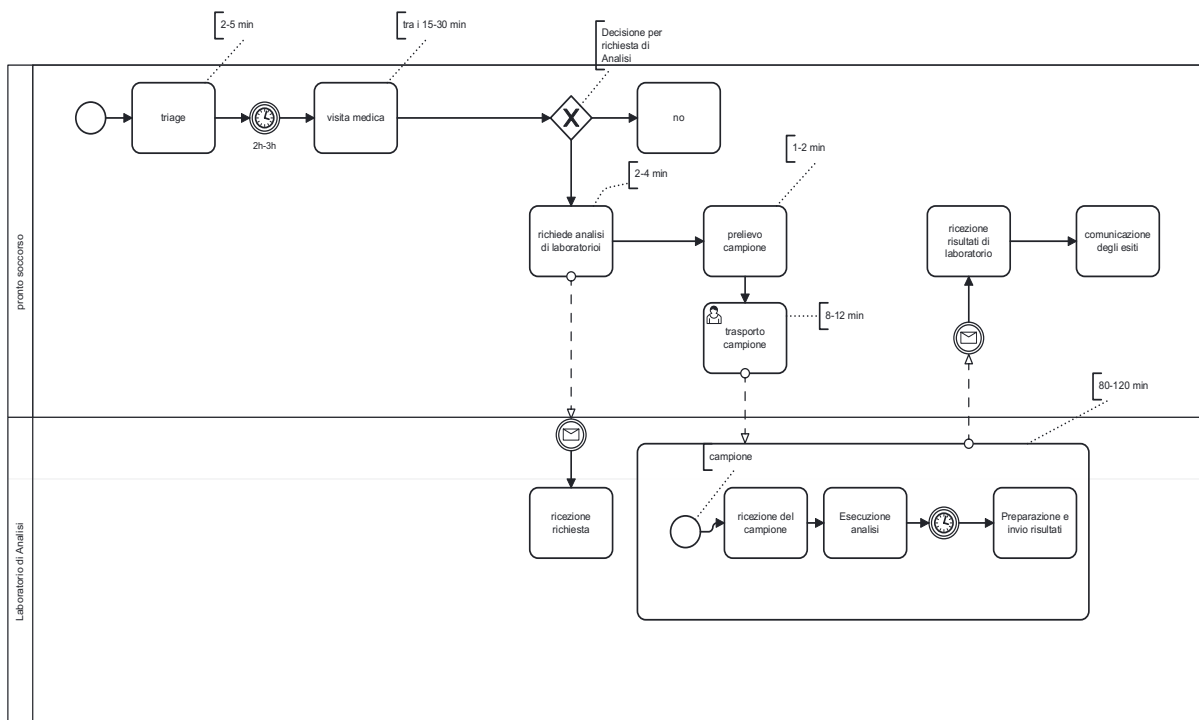 2-5 min
tra i 15-30 min
Decisione per
richiesta di
Analisi
triage
2h-3h
visita medica
no
1-2 min
2-4 min
pronto soccorso
richiede analisi
di laboratorioi
prelievo
campione
ricezione
risultati di
laboratorio
comunicazione
degli esiti
trasporto
campione
8-12 min
80-120 min
Laboratorio di Analisi
campione
ricezione
richiesta
ricezione del
campione
Esecuzione
analisi
Preparazione e
invio risultati